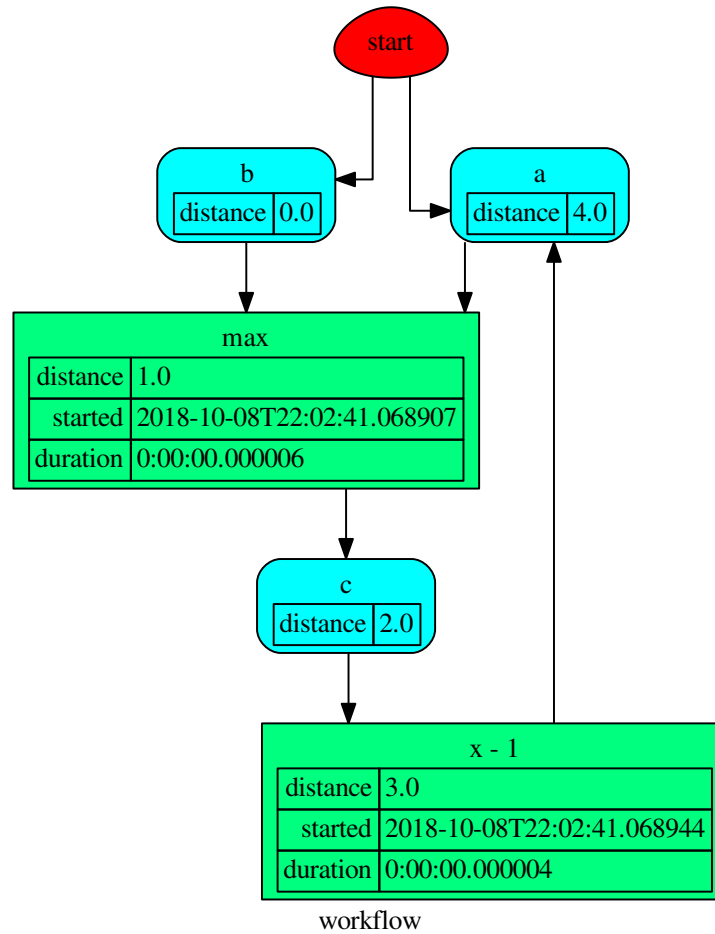 start
b
distance 0.0
a
distance 4.0
max
distance 1.0
started 2018-10-08T22:02:41.068907
duration 0:00:00.000006
c
distance 2.0
x - 1
distance 3.0
started 2018-10-08T22:02:41.068944
duration 0:00:00.000004
workflow